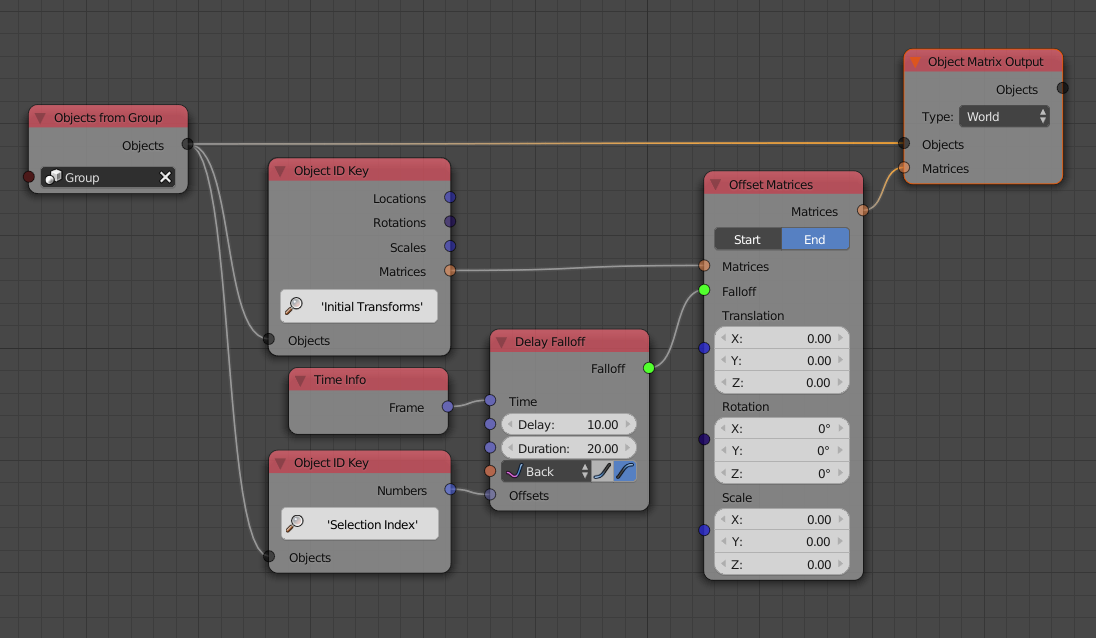 Objects from Group
Objects
Group
Object ID Key
Locations
Rotations
Scales
Matrices
'Initial Transforms'
Objects
Time Info
Frame
Object ID Key
Numbers
'Selection Index'
Objects
Delay Falloff
Falloff
Time
Delay: 10.00
Duration: 20.00
Back
Offsets
Offset Matrices
Matrices
Start End
Matrices
Falloff
Translation
X: 0.00
Y: 0.00
Z: 0.00
Rotation
X: 0°
Y: 0°
Z: 0°
Scale
X: 0.00
Y: 0.00
Z: 0.00
Object Matrix Output
Objects
Type: World
Objects
Matrices